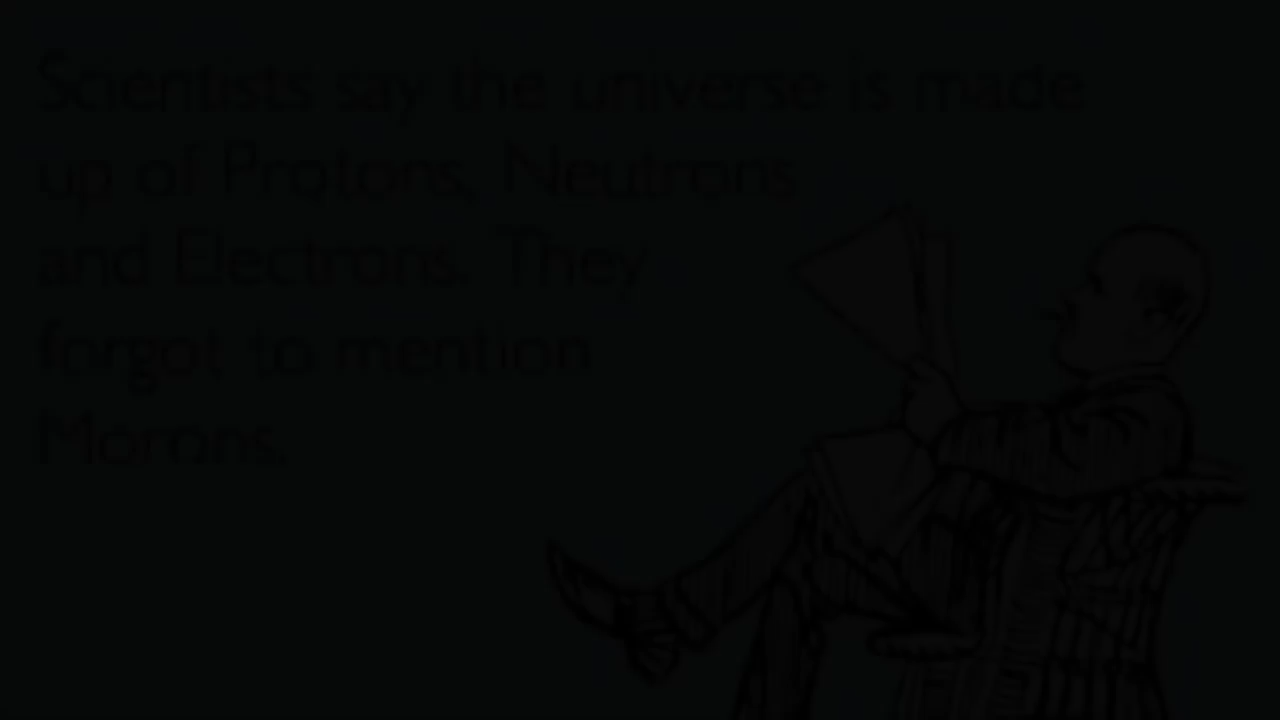 Scientists say the universe is made
up of Protons, Neutrons
and Electrons. They
forgot to mention
Morons.